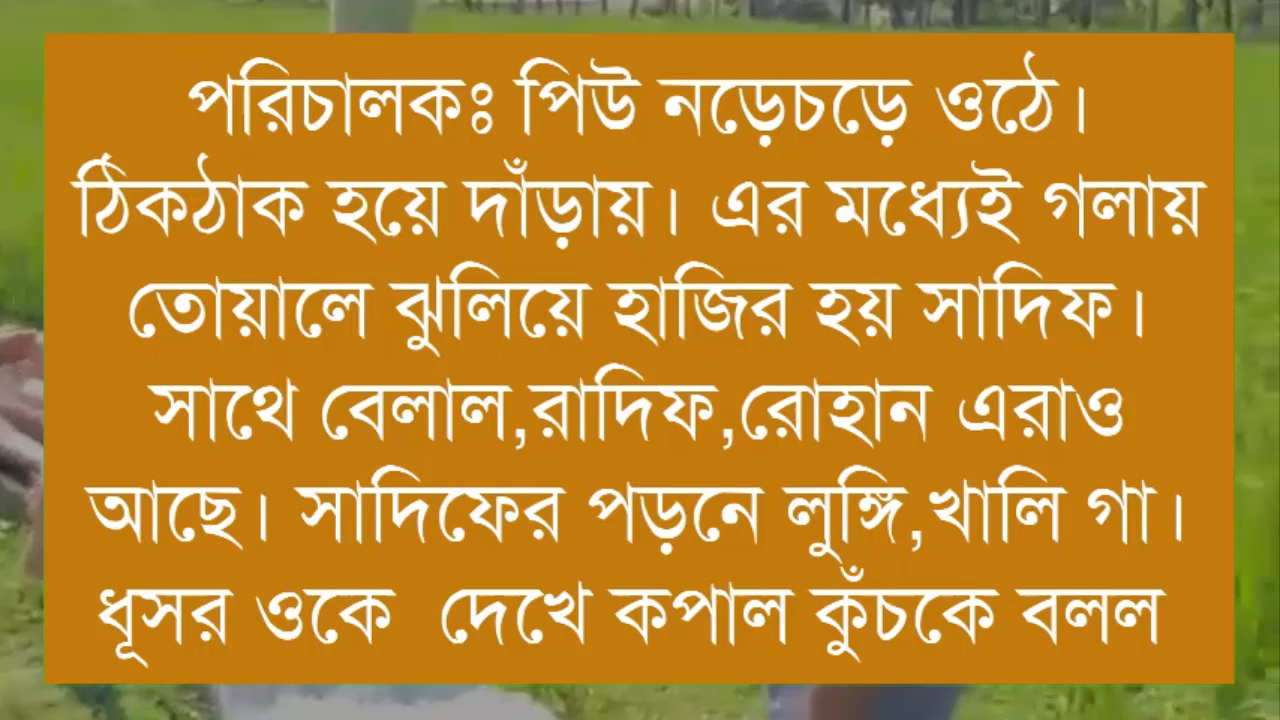 পরিচালকঃ পিউ নড়েচড়ে ওঠে।
ঠিকঠাক হয়ে দাঁড়ায়। এর মধ্যেই গলায়
তোয়ালে ঝুলিয়ে হাজির হয় সাদিফ।
সাথে বেলাল,রাদিফ,রোহান এরাও
আছে। সাদিফের পড়নে লুঙ্গি,খালি গা।
ধূসর ওকে দেখে কপাল কুঁচকে বলল